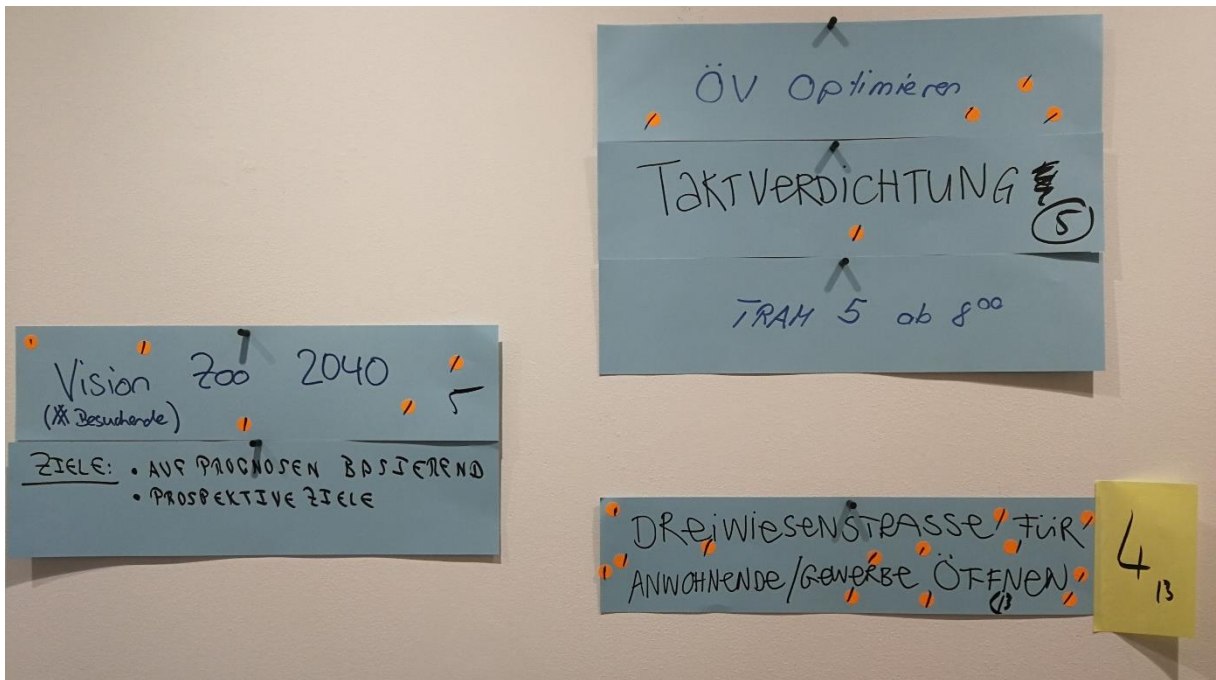 ÖV Optimieren
TAKTVERDICHTUNG
5
TRAM 5 ab 8⁰⁰
Vision Zoo 2040
5
(# Besuchende)
ZIELE: • AUF PROGNOSEN BASIEREND
• PROSPEKTIVE ZIELE
DREIWIESENSTRASSE FÜR
ANWOHNENDE/GEWERBE ÖFFNEN
13
4
13